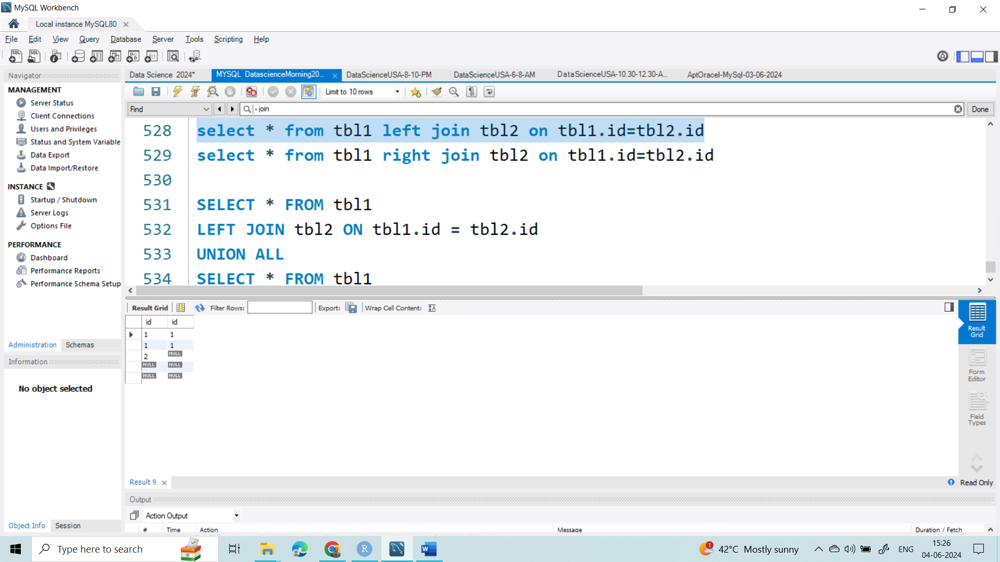 MySQL Workbench
Local instance MySQL80
File Edit View Query Database Server Tools Scripting Help
Navigator
MANAGEMENT
Server Status
Client Connections
Users and Privileges
Status and System Variable
Data Export
Data Import/Restore
INSTANCE
Startup / Shutdown
Server Logs
Options File
PERFORMANCE
Dashboard
Performance Reports
Performance Schema Setup
Administration Schemas
Information
No object selected
Object Info Session
Data Science 2024* MYSQL DatascienceMorning20... DataScienceUSA-8-10-PM DataScienceUSA-6-8-AM DataScienceUSA-10.30-12.30-A... AptOracel-MySql-03-06-2024
Limit to 10 rows
Find join Done
528 select * from tbl1 left join tbl2 on tbl1.id=tbl2.id
529 select * from tbl1 right join tbl2 on tbl1.id=tbl2.id
530
531 SELECT * FROM tbl1
532 LEFT JOIN tbl2 ON tbl1.id = tbl2.id
533 UNION ALL
534 SELECT * FROM tbl1
Result Grid Filter Rows: Export: Wrap Cell Content:
id id
1 1
1 1
2 NULL
NULL NULL
NULL NULL
Result Grid
Form Editor
Field Types
Result 9 Read Only
Output
Action Output
# Time Action Message Duration / Fetch
Type here to search
1 42°C Mostly sunny ENG
15:26
04-06-2024